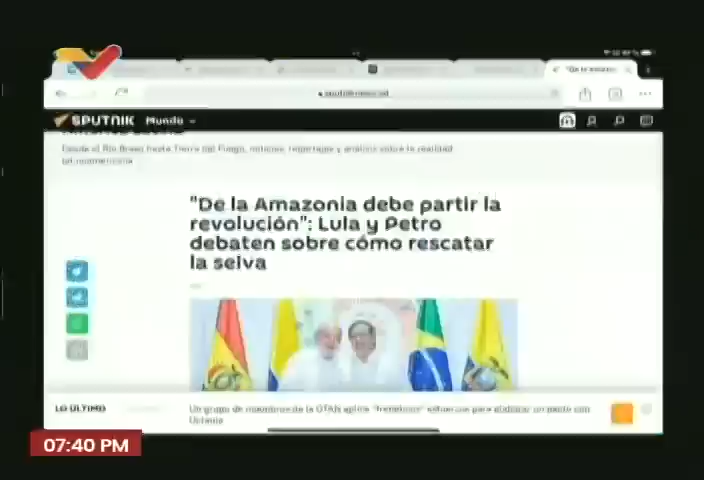 SPUTNIK Mundo
Desde el Río Bravo hasta Tierra del Fuego, noticias, reportajes y análisis sobre la realidad
latinoamericana
"De la Amazonia debe partir la
revolución": Lula y Petro
debaten sobre cómo rescatar
la selva
LO ÚLTIMO
Un grupo de miembros de la OTAN aplica "frenéticos" esfuerzos para elaborar un pacto con
Ucrania
07:40 PM